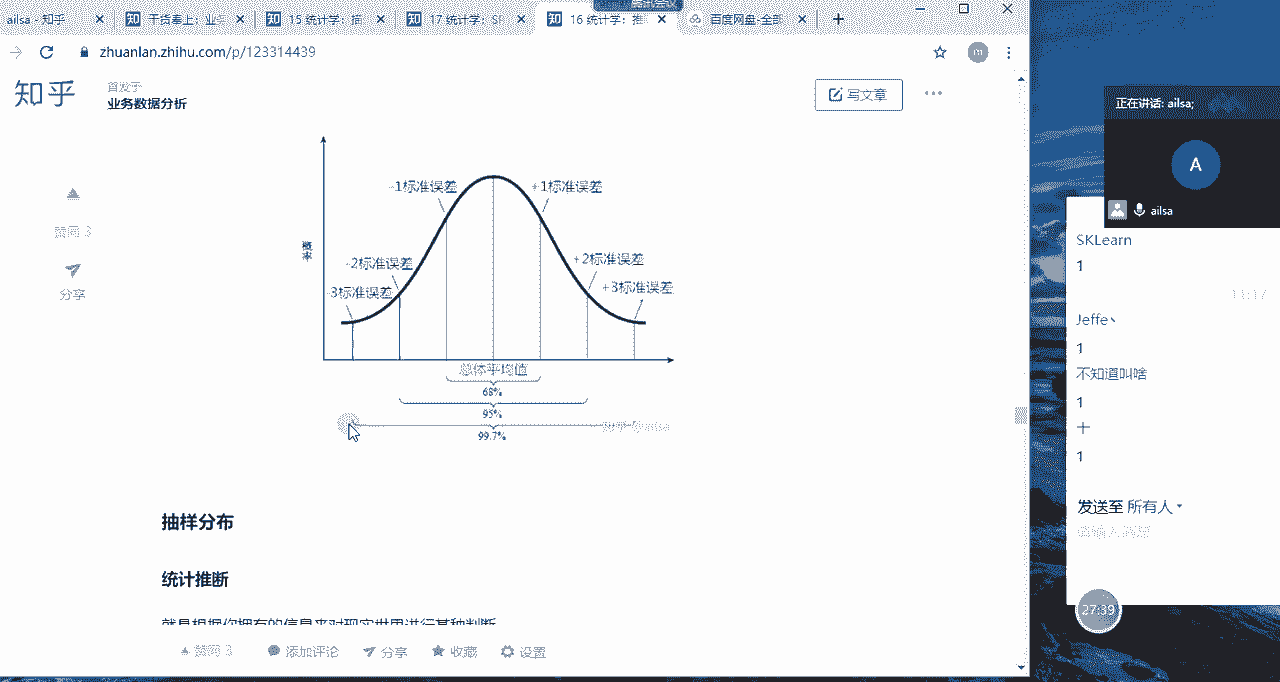 腾讯会议
ailsa - 知乎
干货奉上：业
15 统计学：
17 统计学：SP
16 统计学：推
百度网盘-全部
zhuanlan.zhihu.com/p/123314439
m
知乎
首发于
业务数据分析
写文章
赞同 3
分享
概率
-1标准误差
+1标准误差
-2标准误差
+2标准误差
-3标准误差
+3标准误差
总体平均值
68%
95%
99.7%
抽样分布
统计推断
就是根据你拥有的信息来对现实世界进行某种判断
赞同 3
添加评论
分享
收藏
设置
正在讲话: ailsa;
A
ailsa
SKLearn
1
Jeffe、
1
不知道叫啥
1
十
1
发送至 所有人
请输入消息
27:39